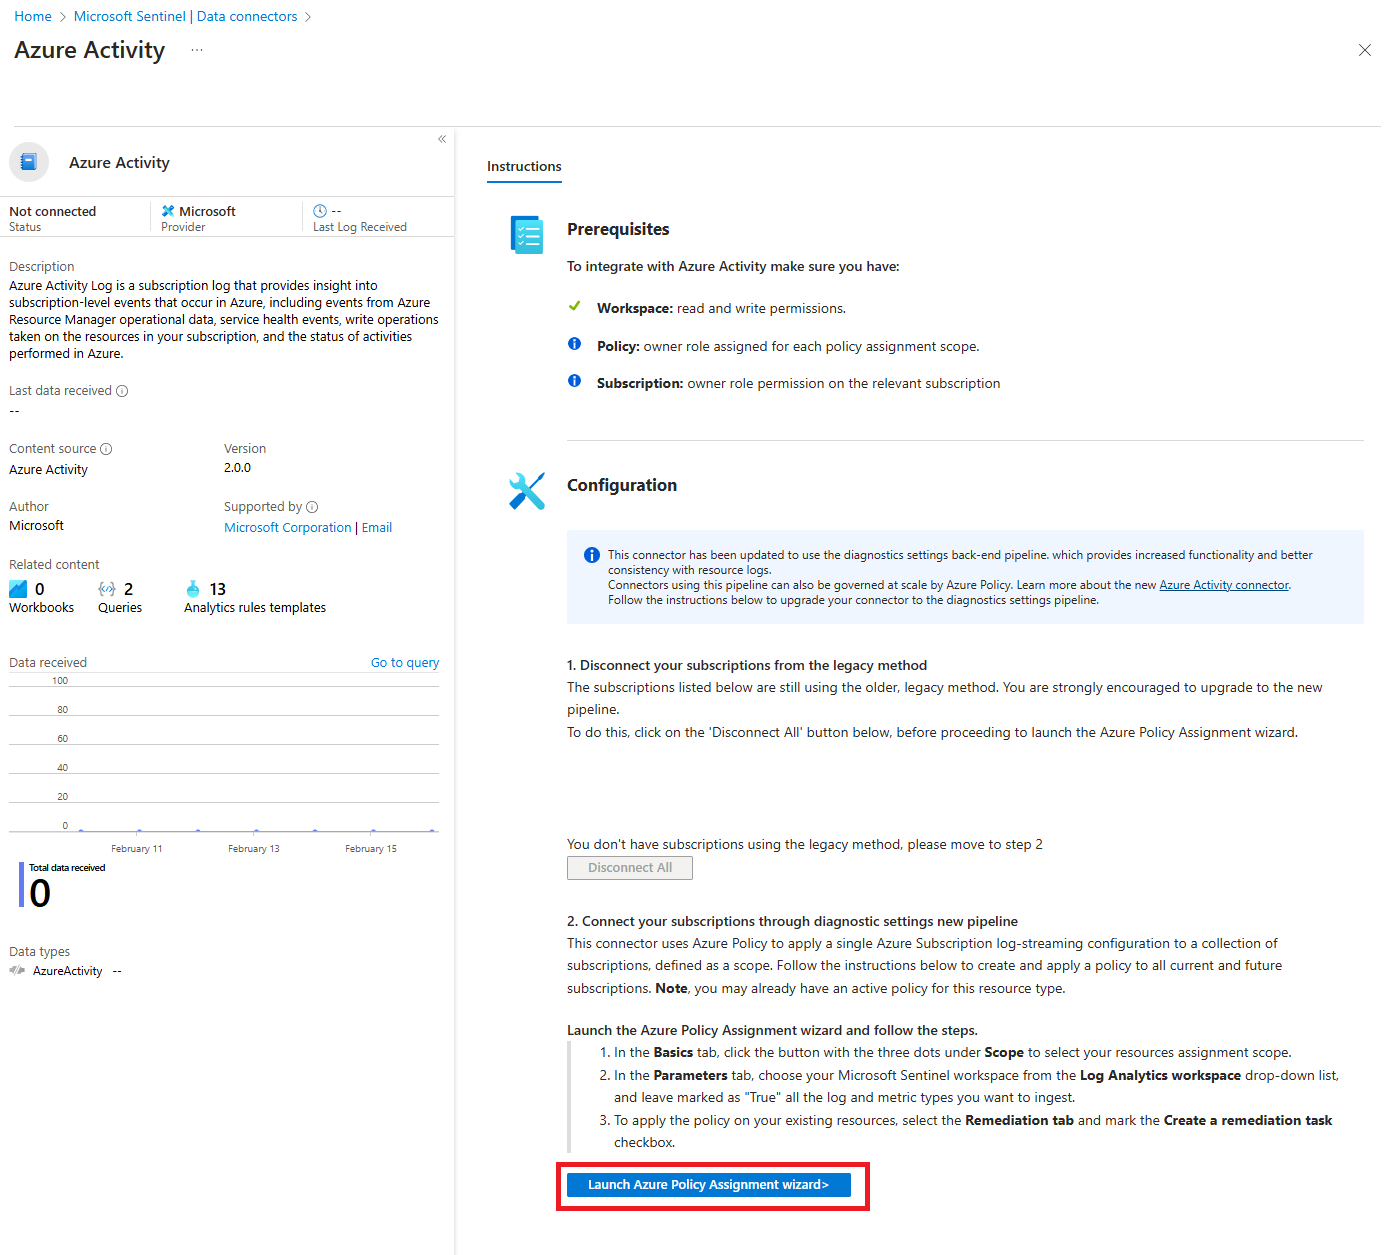 Home > Microsoft Sentinel | Data connectors >
Azure Activity ...
«
Azure Activity
Not connected
Status
Microsoft
Provider
--
Last Log Received
Description
Azure Activity Log is a subscription log that provides insight into
subscription-level events that occur in Azure, including events from Azure
Resource Manager operational data, service health events, write operations
taken on the resources in your subscription, and the status of activities
performed in Azure.
Last data received
--
Content source
Azure Activity
Version
2.0.0
Author
Microsoft
Supported by
Microsoft Corporation | Email
Related content
0
Workbooks
2
Queries
13
Analytics rules templates
Data received
Go to query
100
80
60
40
20
0
February 11
February 13
February 15
Total data received
0
Data types
AzureActivity --
Instructions
Prerequisites
To integrate with Azure Activity make sure you have:
Workspace: read and write permissions.
Policy: owner role assigned for each policy assignment scope.
Subscription: owner role permission on the relevant subscription
Configuration
This connector has been updated to use the diagnostics settings back-end pipeline. which provides increased functionality and better
consistency with resource logs.
Connectors using this pipeline can also be governed at scale by Azure Policy. Learn more about the new Azure Activity connector.
Follow the instructions below to upgrade your connector to the diagnostics settings pipeline.
1. Disconnect your subscriptions from the legacy method
The subscriptions listed below are still using the older, legacy method. You are strongly encouraged to upgrade to the new
pipeline.
To do this, click on the 'Disconnect All' button below, before proceeding to launch the Azure Policy Assignment wizard.
You don't have subscriptions using the legacy method, please move to step 2
Disconnect All
2. Connect your subscriptions through diagnostic settings new pipeline
This connector uses Azure Policy to apply a single Azure Subscription log-streaming configuration to a collection of
subscriptions, defined as a scope. Follow the instructions below to create and apply a policy to all current and future
subscriptions. Note, you may already have an active policy for this resource type.
Launch the Azure Policy Assignment wizard and follow the steps.
1. In the Basics tab, click the button with the three dots under Scope to select your resources assignment scope.
2. In the Parameters tab, choose your Microsoft Sentinel workspace from the Log Analytics workspace drop-down list,
and leave marked as "True" all the log and metric types you want to ingest.
3. To apply the policy on your existing resources, select the Remediation tab and mark the Create a remediation task
checkbox.
Launch Azure Policy Assignment wizard>